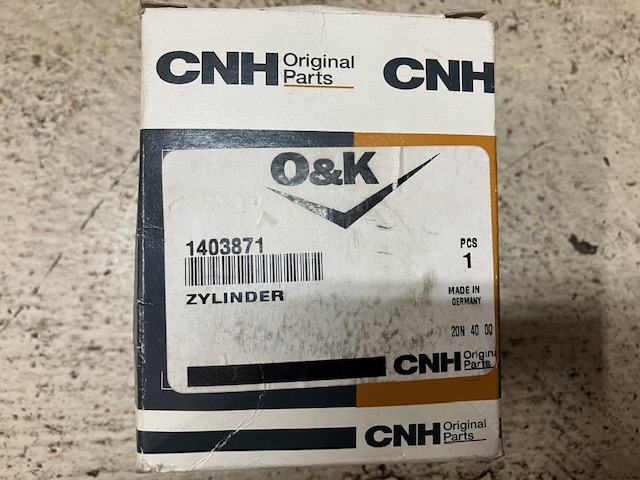 CNH Original Parts CNH
O&K
1403871
PCS
1
ZYLINDER
MADE IN
GERMANY
20N 40 00
CNH Origin Parts
CNH Original Parts